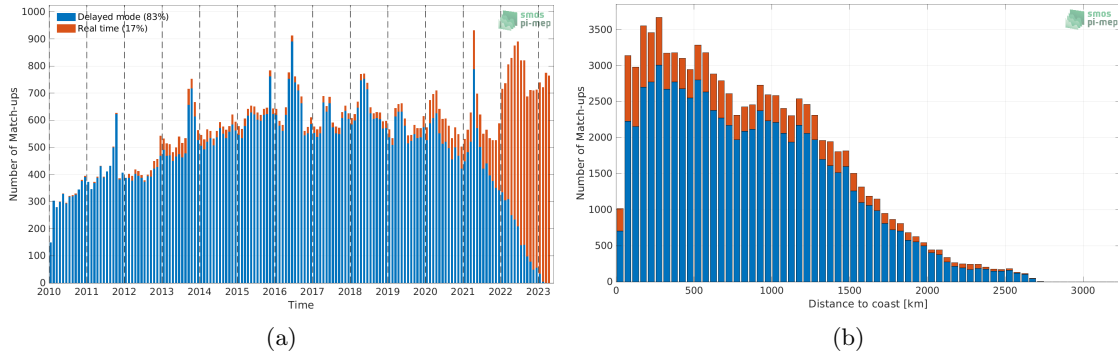 1000
900
800
700
600
500
400
300
200
100
0
Number of Match-ups
Delayed mode (83%)
Real time (17%)
smos
pi-mep
2010 2011 2012 2013 2014 2015 2016 2017 2018 2019 2020 2021 2022 2023
Time
(a)
3500
3000
2500
2000
1500
1000
500
0
Number of Match-ups
smos
pi-mep
0 500 1000 1500 2000 2500 3000
Distance to coast [km]
(b)